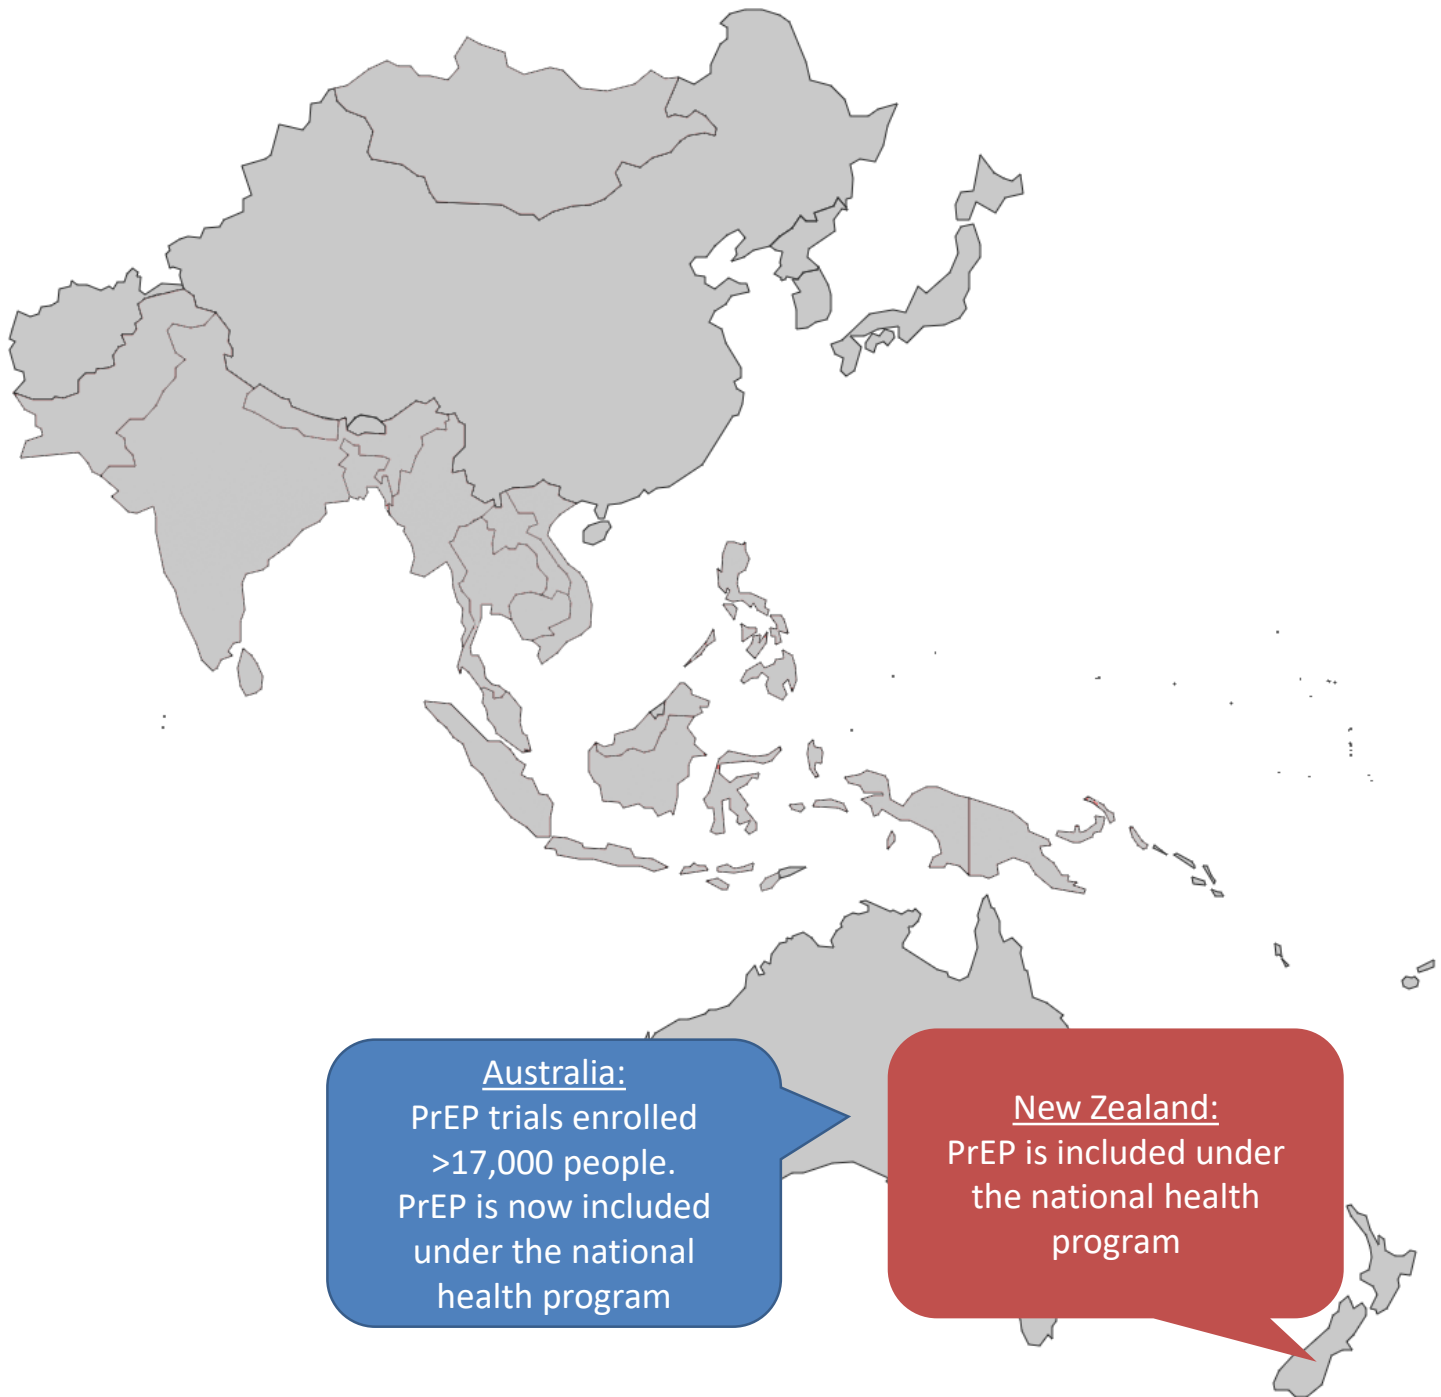 Australia:
PrEP trials enrolled
>17,000 people.
PrEP is now included
under the national
health program
New Zealand:
PrEP is included under
the national health
program